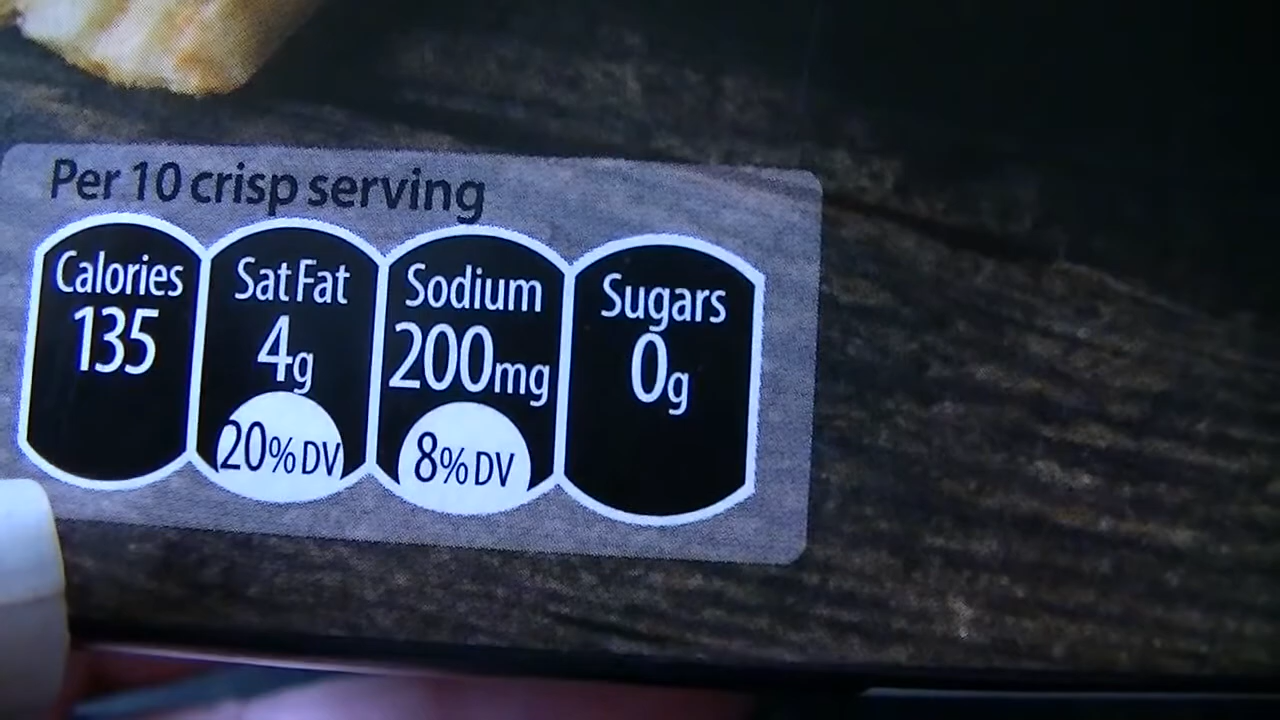 Per 10 crisp serving
Calories
135
Sat Fat
4g
20% DV
Sodium
200mg
8% DV
Sugars
0g